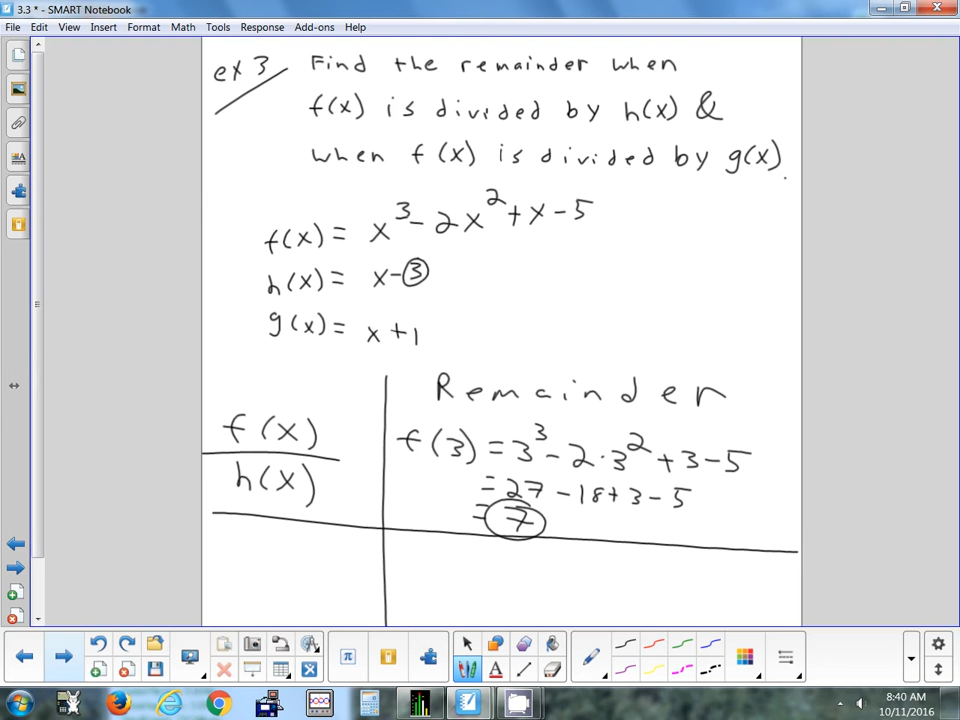 3.3 * - SMART Notebook
File Edit View Insert Format Math Tools Response Add-ons Help
ex 3 Find the remainder when
f(x) is divided by h(x) &
when f(x) is divided by g(x).
f(x) = x³ - 2x² + x - 5
h(x) = x - 3
g(x) = x + 1
Remainder
f(x)
h(x)
f(3) = 3³ - 2·3² + 3 - 5
= 27 - 18 + 3 - 5
= 7
8:40 AM
10/11/2016